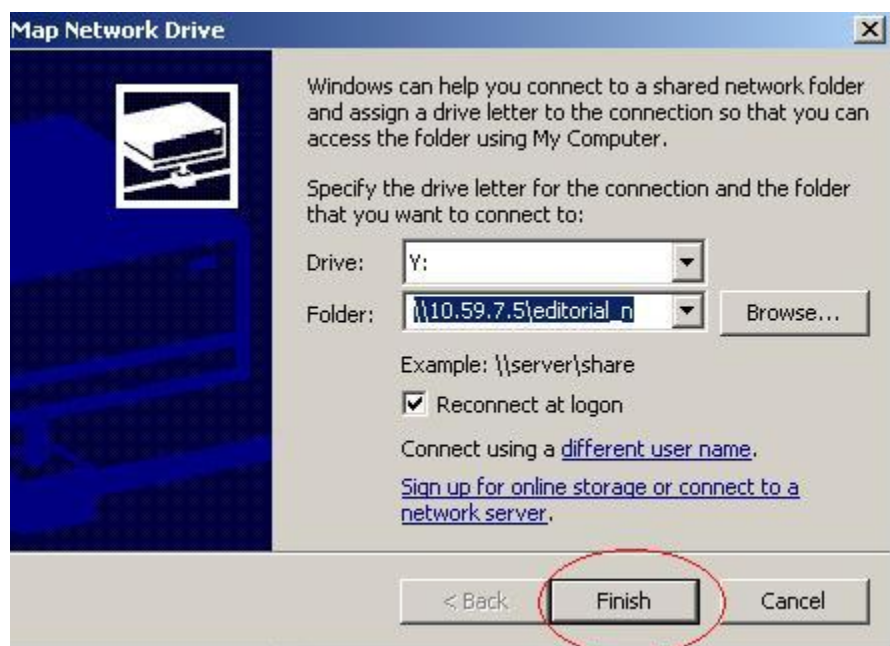 Map Network Drive
Windows can help you connect to a shared network folder
and assign a drive letter to the connection so that you can
access the folder using My Computer.
Specify the drive letter for the connection and the folder
that you want to connect to:
Drive: Y:
Folder: \\10.59.7.5\editorial_n Browse...
Example: \\server\share
Reconnect at logon
Connect using a different user name.
Sign up for online storage or connect to a
network server.
< Back Finish Cancel